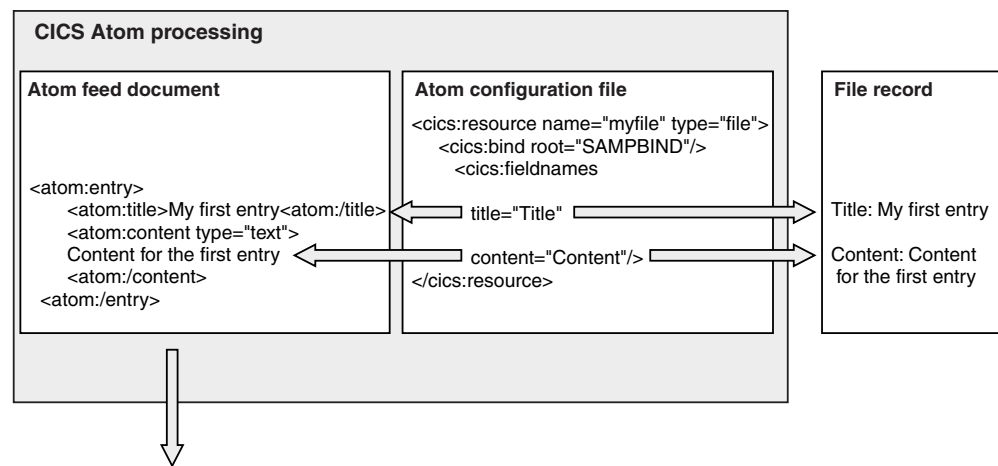 CICS Atom processing
Atom feed document
<atom:entry>
<atom:title>My first entry<atom:/title>
<atom:content type="text">
Content for the first entry
<atom:/content>
<atom:/entry>
Atom configuration file
<cics:resource name="myfile" type="file">
<cics:bind root="SAMPBIND"/>
<cics:fieldnames
title="Title"
content="Content"/>
</cics:resource>
File record
Title: My first entry
Content: Content
for the first entry